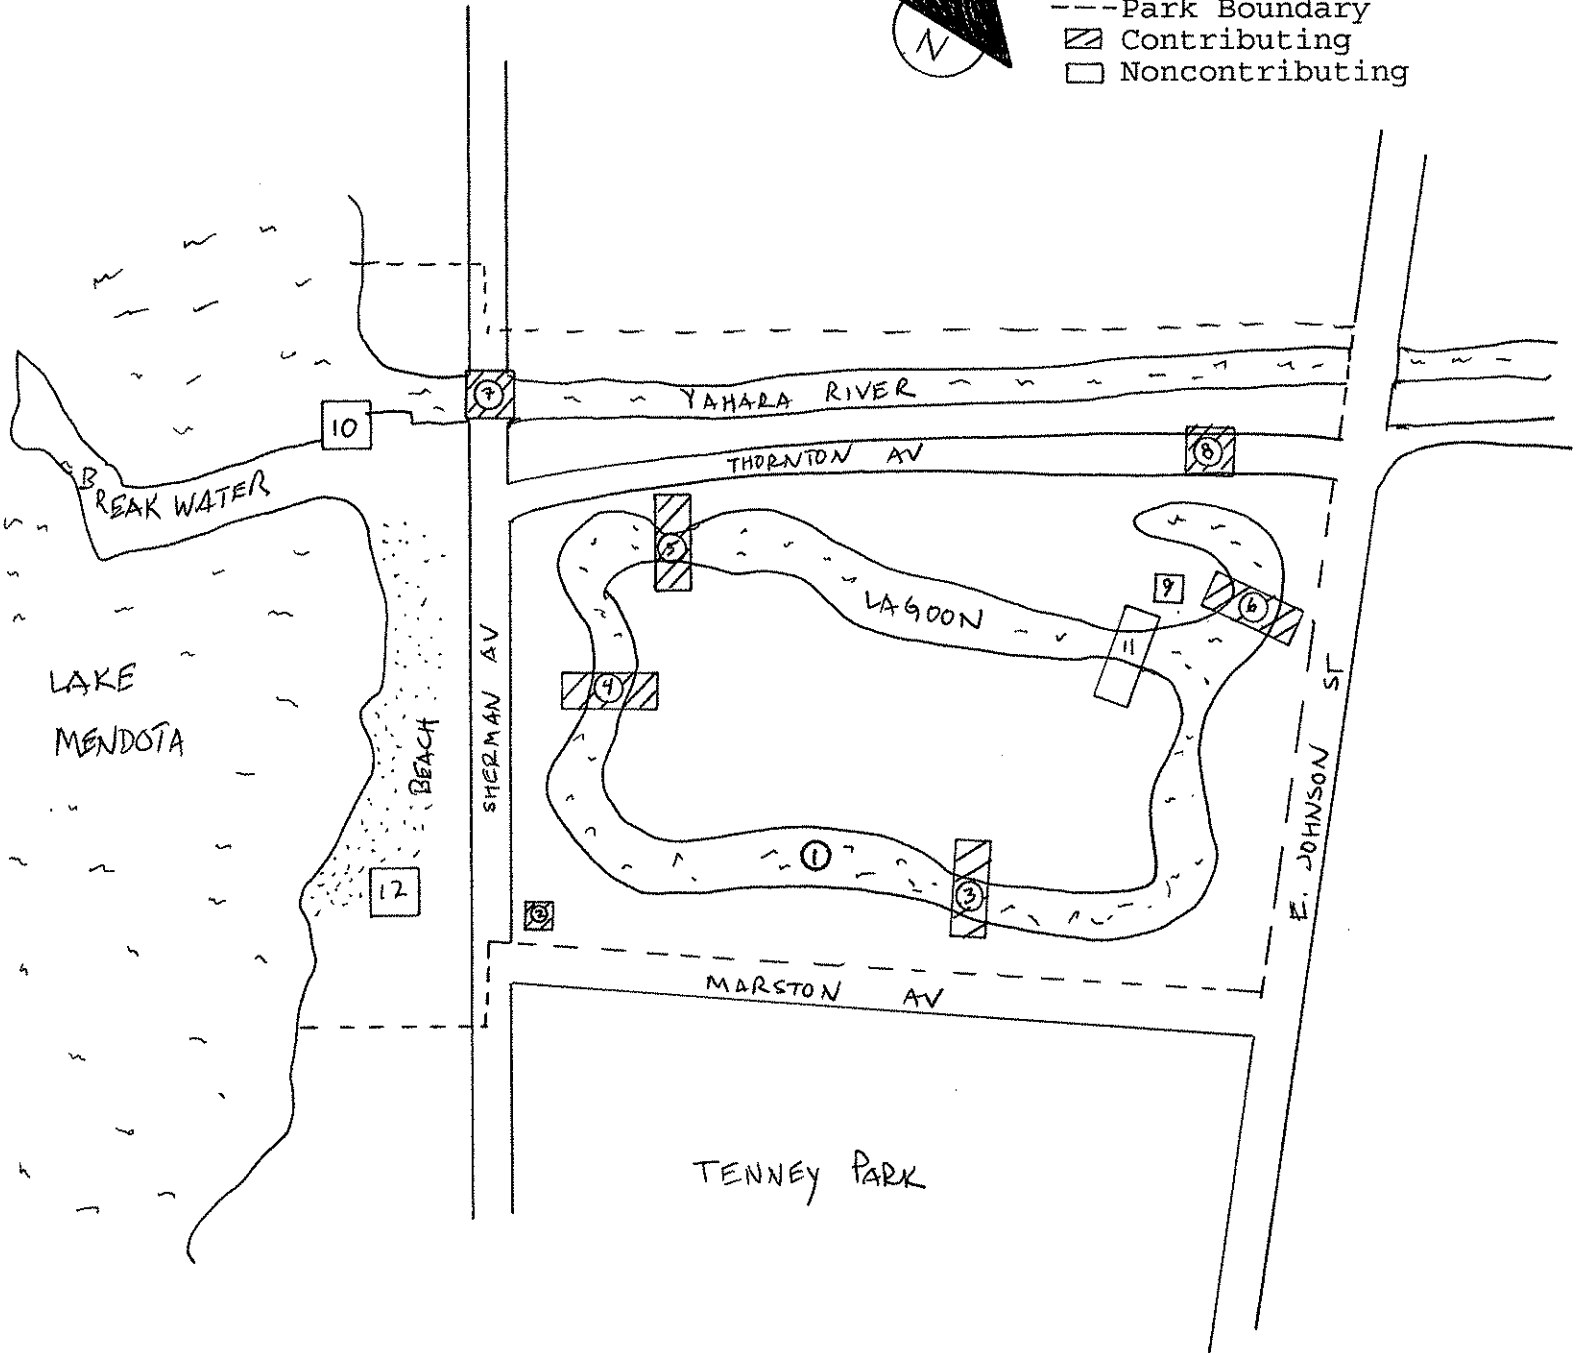 ---Park Boundary
Contributing
Noncontributing
N
7
10
YAHARA RIVER
THORNTON AV
8
BREAK WATER
5
9
6
LAGOON
11
LAKE
MENDOTA
4
BEACH
SHERMAN AV
E. JOHNSON ST
1
12
3
2
MARSTON AV
TENNEY PARK